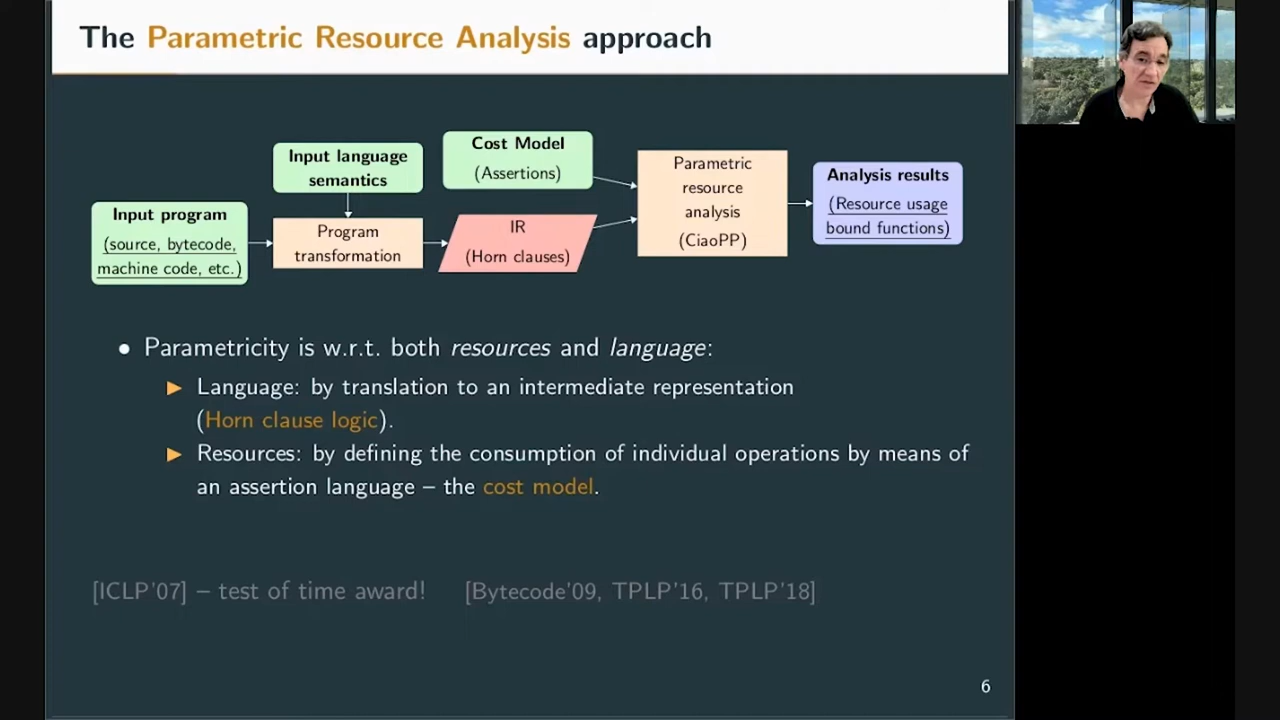 The Parametric Resource Analysis approach
Input language
semantics
Cost Model
(Assertions)
Parametric
resource
analysis
(CiaoPP)
Analysis results
(Resource usage
bound functions)
Input program
(source, bytecode,
machine code, etc.)
Program
transformation
IR
(Horn clauses)
• Parametricity is w.r.t. both resources and language:
▶ Language: by translation to an intermediate representation
(Horn clause logic).
▶ Resources: by defining the consumption of individual operations by means of
an assertion language – the cost model.
[ICLP'07] – test of time award! [Bytecode'09, TPLP'16, TPLP'18]
6